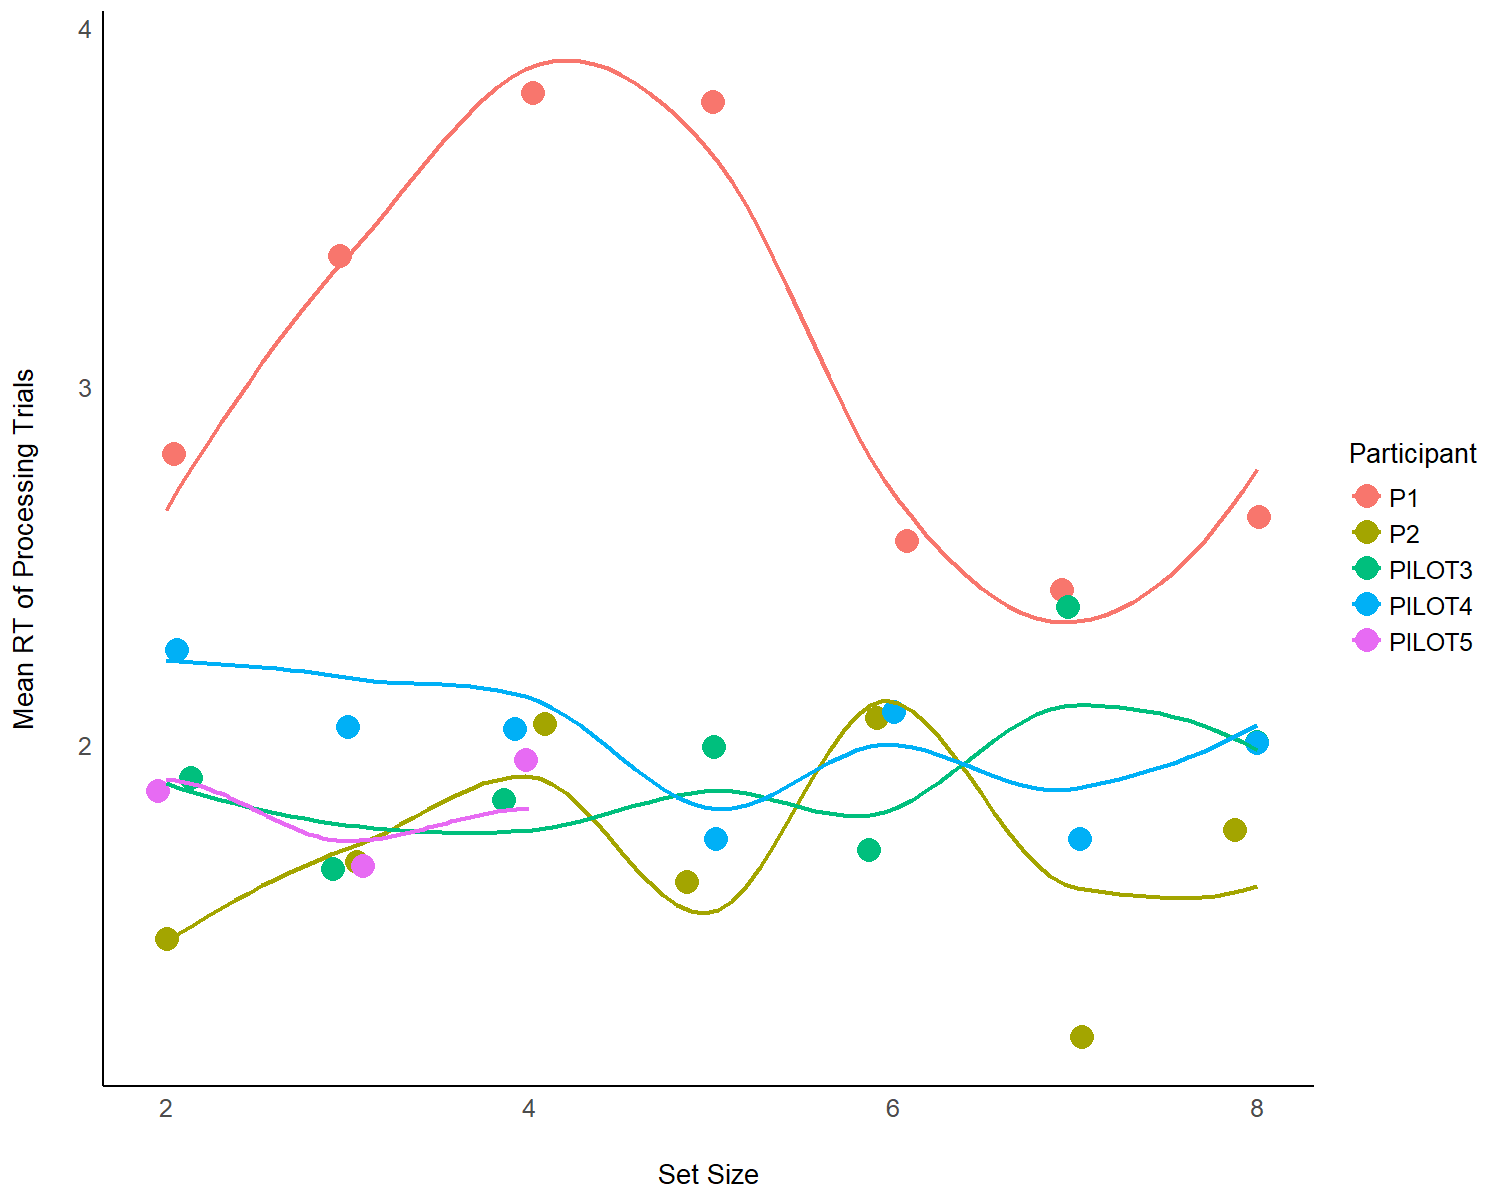 4
3
2
Mean RT of Processing Trials
2 4 6 8
Set Size
Participant
P1
P2
PILOT3
PILOT4
PILOT5